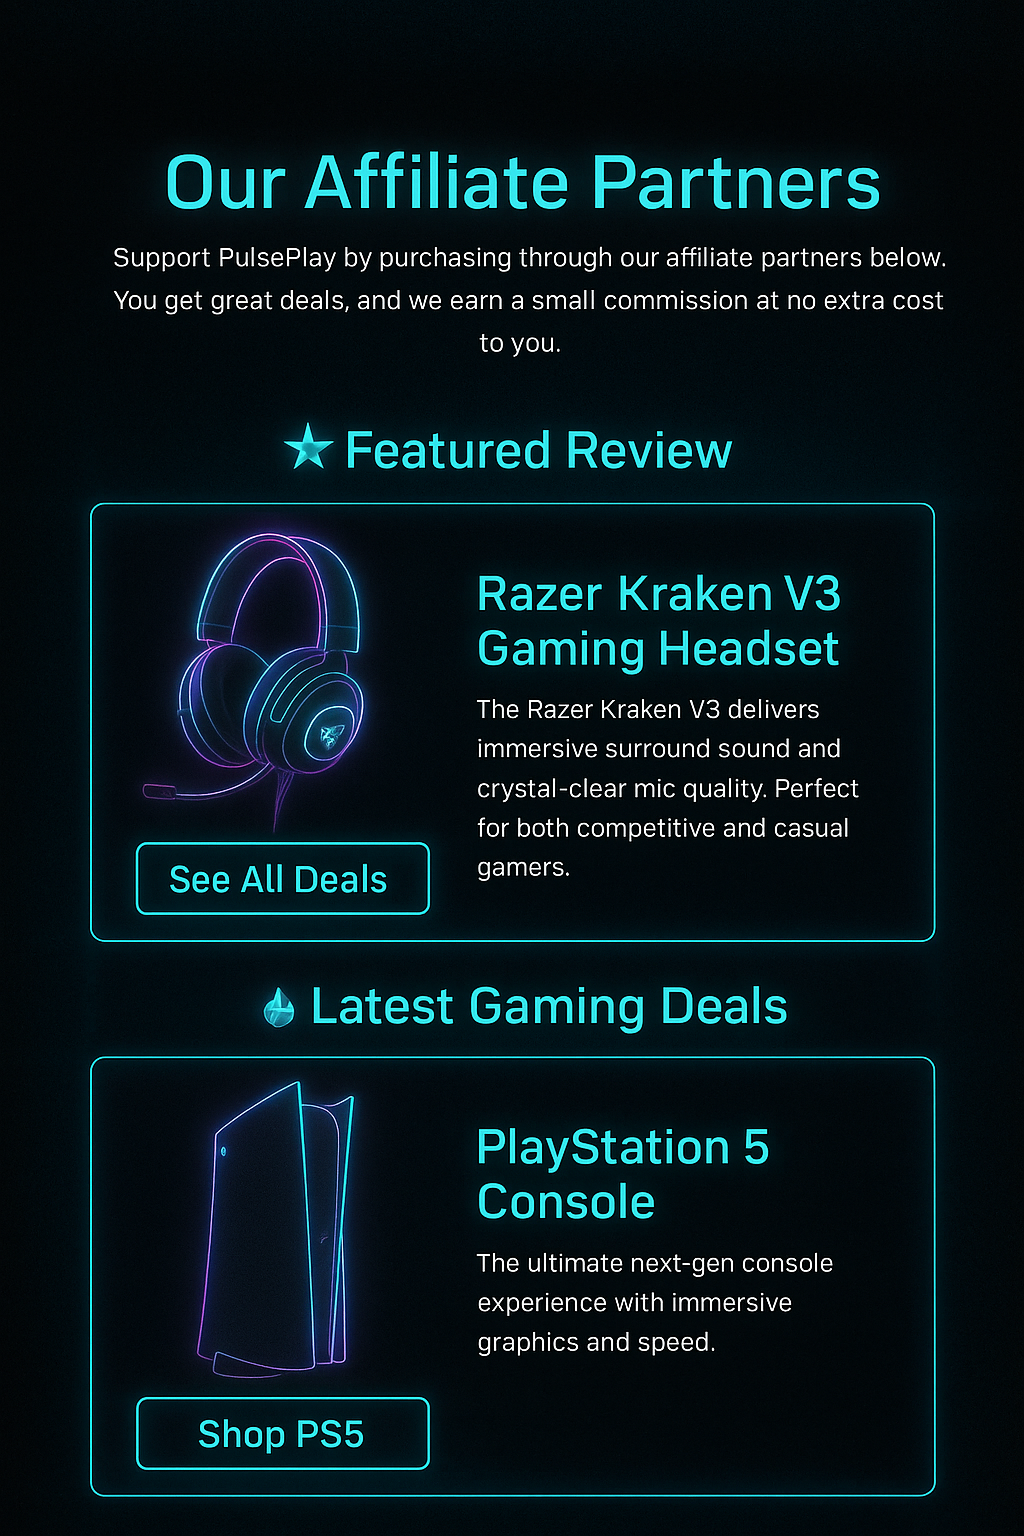 Our Affiliate Partners
Support PulsePlay by purchasing through our affiliate partners below.
You get great deals, and we earn a small commission at no extra cost
to you.
Featured Review
Razer Kraken V3
Gaming Headset
The Razer Kraken V3 delivers
immersive surround sound and
crystal-clear mic quality. Perfect
for both competitive and casual
gamers.
See All Deals
Latest Gaming Deals
PlayStation 5
Console
The ultimate next-gen console
experience with immersive
graphics and speed.
Shop PS5